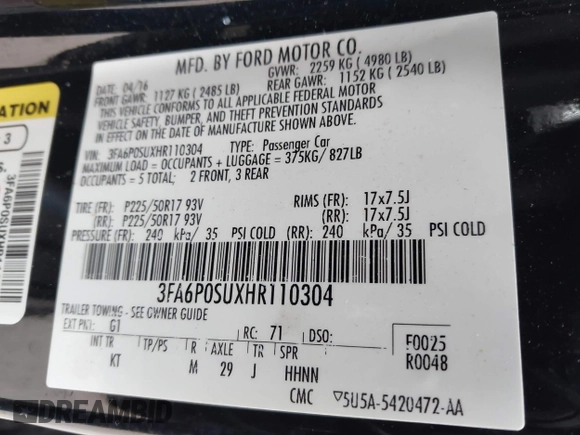 MFD. BY FORD MOTOR CO.
DATE: 04/16 GVWR: 2259 KG ( 4980 LB)
FRONT GAWR: 1127 KG ( 2485 LB) REAR GAWR: 1152 KG ( 2540 LB)
THIS VEHICLE CONFORMS TO ALL APPLICABLE FEDERAL MOTOR
VEHICLE SAFETY, BUMPER, AND THEFT PREVENTION STANDARDS
IN EFFECT ON THE DATE OF MANUFACTURE SHOWN ABOVE.
VIN: 3FA6P0SUXHR110304 TYPE: Passenger Car
MAXIMUM LOAD = OCCUPANTS + LUGGAGE = 375KG/ 827LB
OCCUPANTS = 5 TOTAL; 2 FRONT, 3 REAR
TIRE (FR): P225/50R17 93V RIMS (FR): 17x7.5J
(RR): P225/50R17 93V (RR): 17x7.5J
PRESSURE (FR): 240 kPa/ 35 PSI COLD (RR): 240 kPa/ 35 PSI COLD
3FA6P0SUXHR110304
TRAILER TOWING - SEE OWNER GUIDE
EXT PNT: G1 RC: 71 DSO: F0025
R0048
INT TR TP/PS R AXLE TR SPR
KT M 29 J HHNN
CMC ▽5U5A-5420472-AA
3
DREAMBID